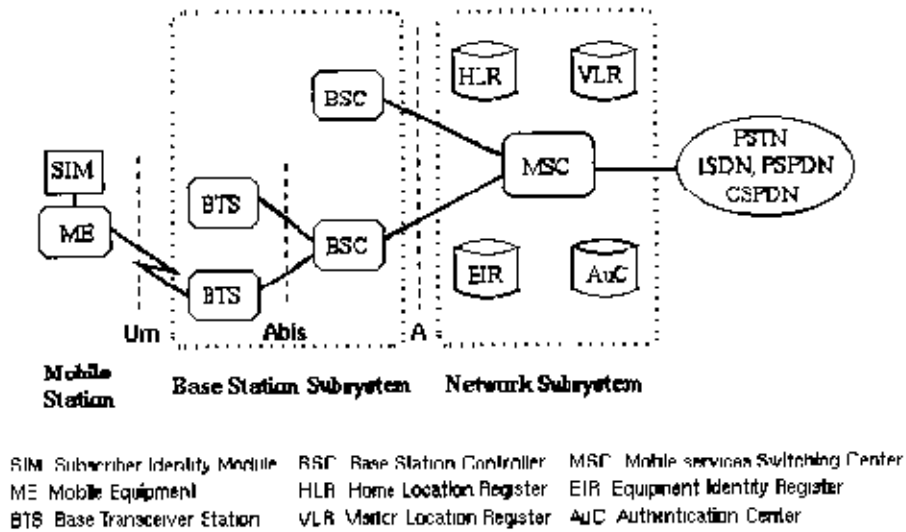 HLR
VLR
BSC
SIM
MSC
PSTN
ISDN, PSPDN
CSPDN
BTS
ME
BSC
BTS
EIR
AuC
Um
Abis
A
Mobile
Station
Base Station Subsystem
Network Subsystem
SIM Subscriber Identity Module BSC Base Station Controller MSC Mobile services Switching Center
ME Mobile Equipment HLR Home Location Register EIR Equipment Identity Register
BTS Base Transceiver Station VLR Visitor Location Register AuC Authentication Center